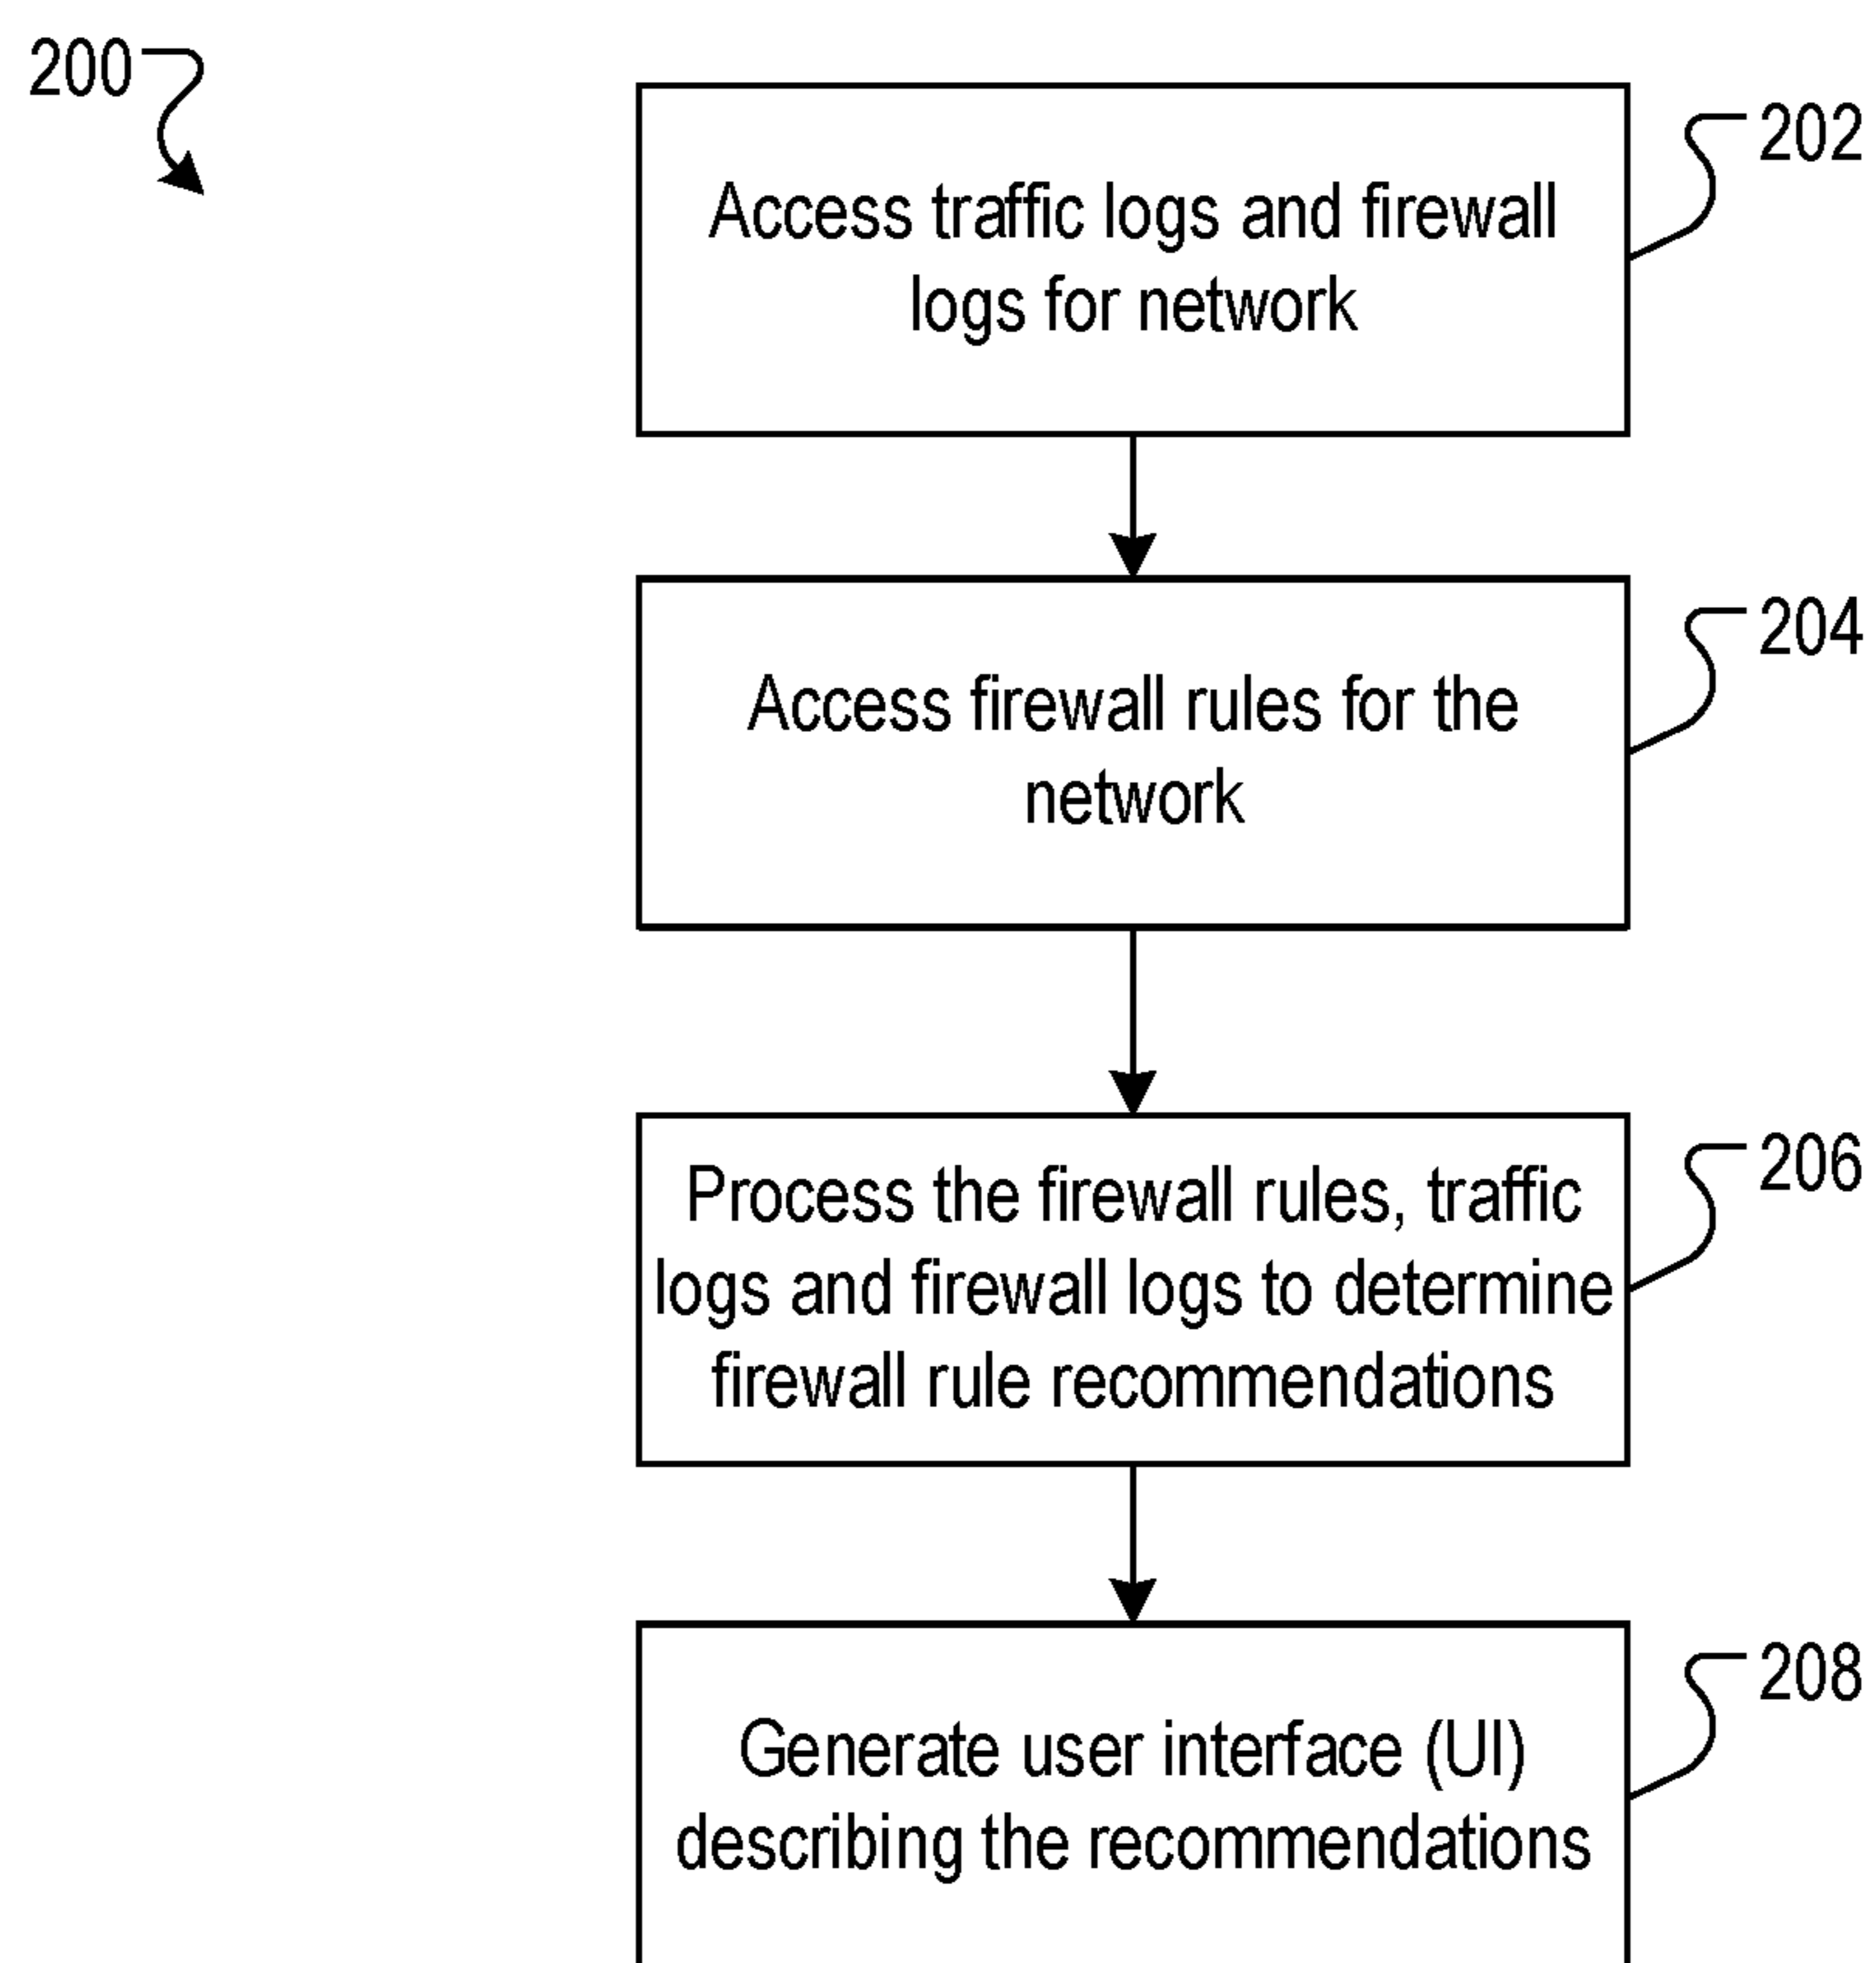 200
202
Access traffic logs and firewall
logs for network
204
Access firewall rules for the
network
206
Process the firewall rules, traffic
logs and firewall logs to determine
firewall rule recommendations
208
Generate user interface (UI)
describing the recommendations